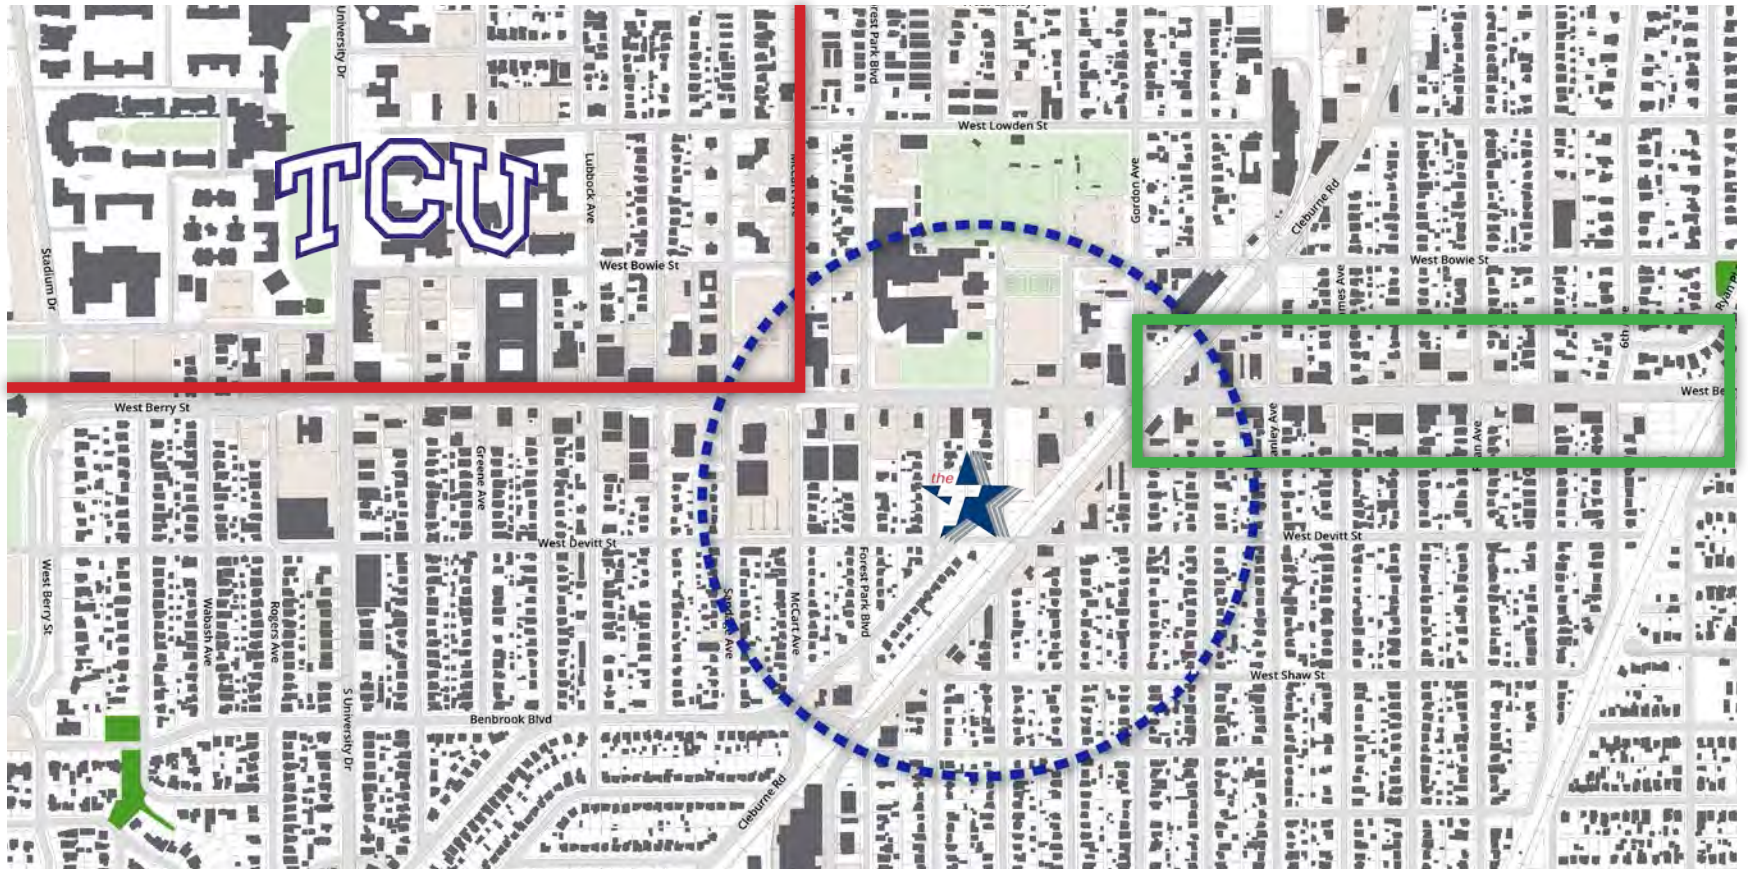 University Dr
West Lowden St
TCU
Lubbock Ave
Gordon Ave
Cleburne Rd
Stadium Dr
West Bowie St
West Bowie St
6th Ave
West Berry St
Greene Ave
the
West Devitt St
West Devitt St
West Berry St
Wabash Ave
Rogers Ave
McCart Ave
Forest Park Blvd
West Shaw St
S University Dr
Benbrook Blvd
Cleburne Rd